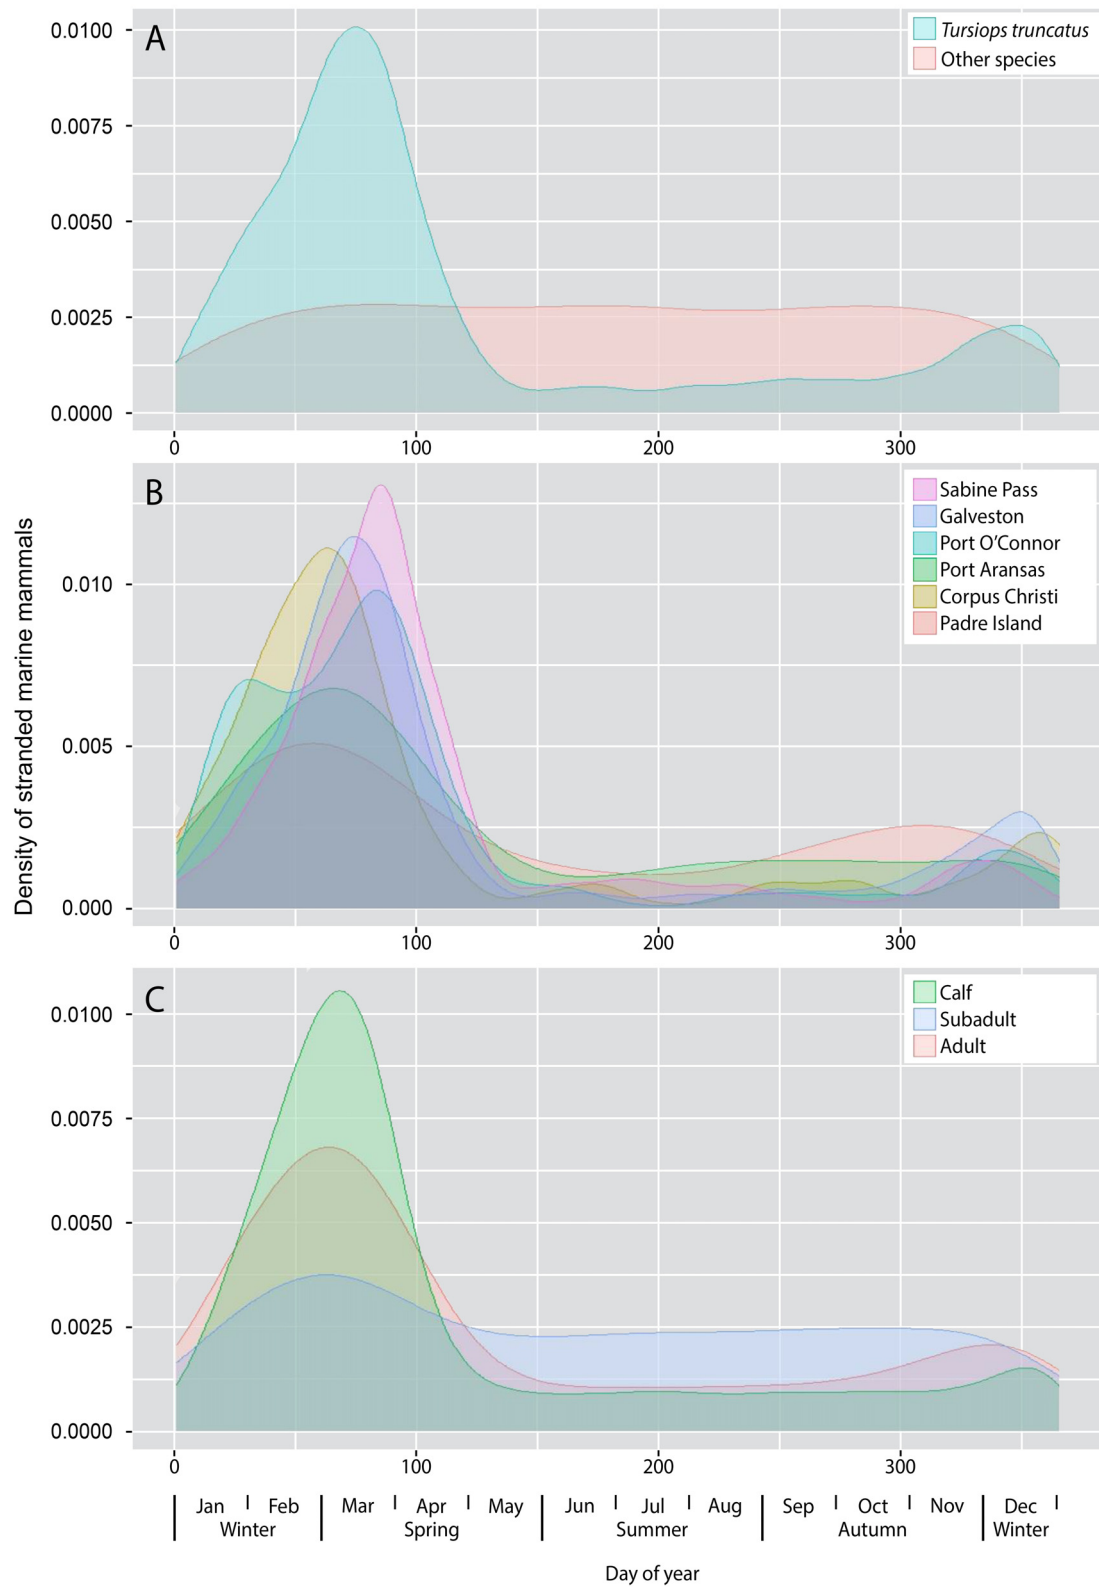 A
Tursiops truncatus
Other species
0.0100
0.0075
0.0050
0.0025
0.0000
0 100 200 300
B
Sabine Pass
Galveston
Port O'Connor
Port Aransas
Corpus Christi
Padre Island
Density of stranded marine mammals
0.010
0.005
0.000
0 100 200 300
C
Calf
Subadult
Adult
0.0100
0.0075
0.0050
0.0025
0.0000
0 100 200 300
Jan Feb Mar Apr May Jun Jul Aug Sep Oct Nov Dec
Winter Spring Summer Autumn Winter
Day of year